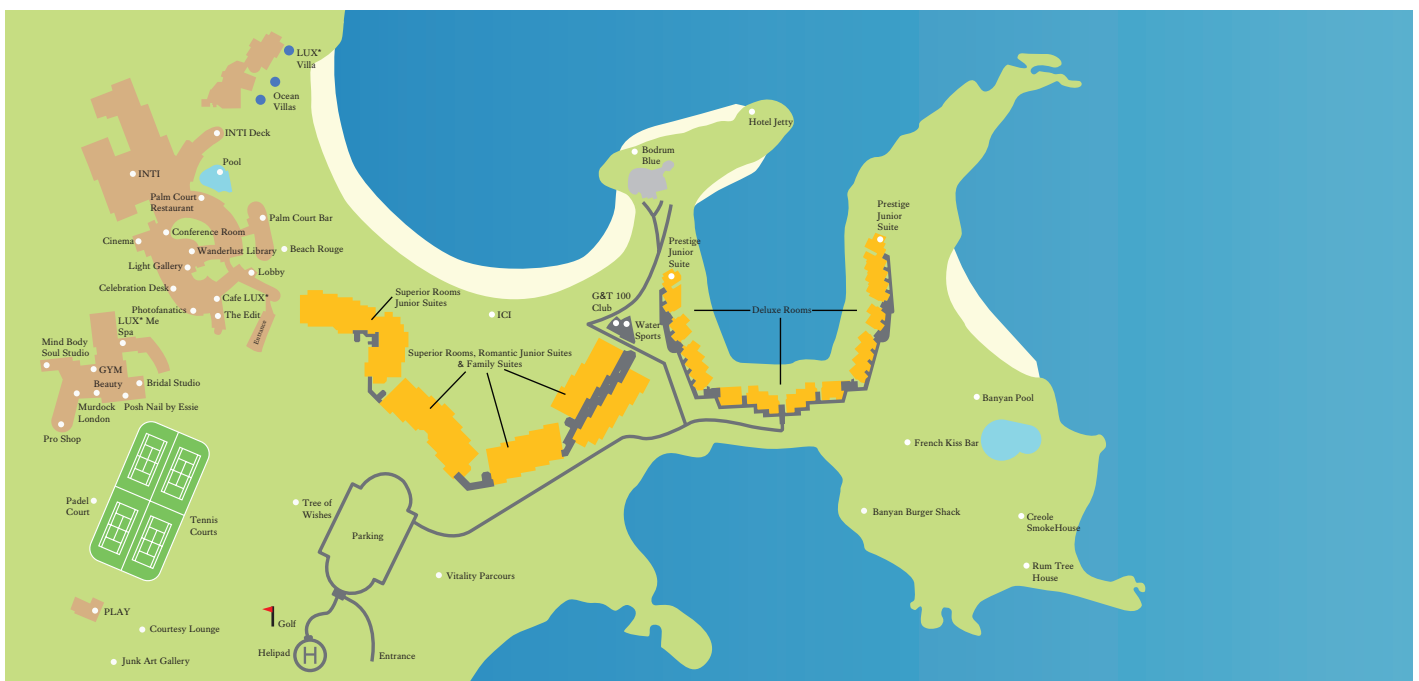 LUX*
Villa
Ocean
Villas
INTI Deck
Pool
INTI
Palm Court
Restaurant
Palm Court Bar
Conference Room
Cinema
Beach Rouge
Wanderlust Library
Light Gallery
Lobby
Celebration Desk
Cafe LUX*
Photofanatics
The Edit
Entrance
LUX* Me
Spa
Mind Body
Soul Studio
GYM
Beauty
Bridal Studio
Murdock
London
Posh Nail by Essie
Pro Shop
Superior Rooms
Junior Suites
ICI
Superior Rooms, Romantic Junior Suites
& Family Suites
G&T 100
Club
Water
Sports
Bodrum
Blue
Hotel Jetty
Prestige
Junior
Suite
Prestige
Junior
Suite
Deluxe Rooms
Banyan Pool
French Kiss Bar
Banyan Burger Shack
Creole
SmokeHouse
Rum Tree
House
Padel
Court
Tennis
Courts
Tree of
Wishes
Parking
Vitality Parcours
PLAY
Courtesy Lounge
Junk Art Gallery
Golf
Helipad
H
Entrance